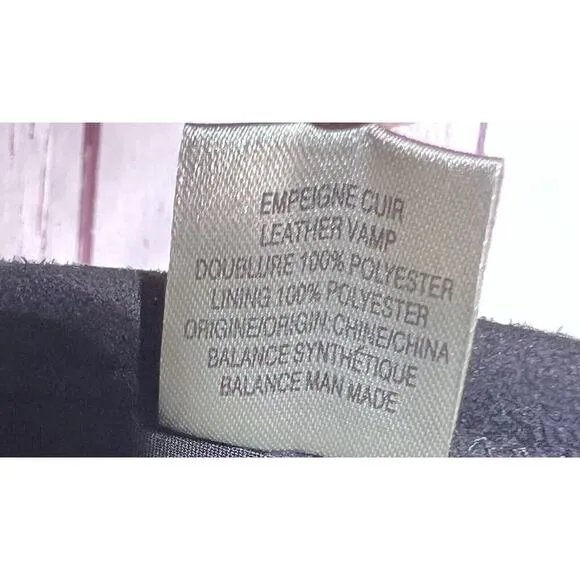 EMPEIGNE CUIR
LEATHER VAMP
DOUBLURE 100% POLYESTER
LINING 100% POLYESTER
ORIGINE/ORIGIN:CHINE/CHINA
BALANCE SYNTHÉTIQUE
BALANCE MAN MADE